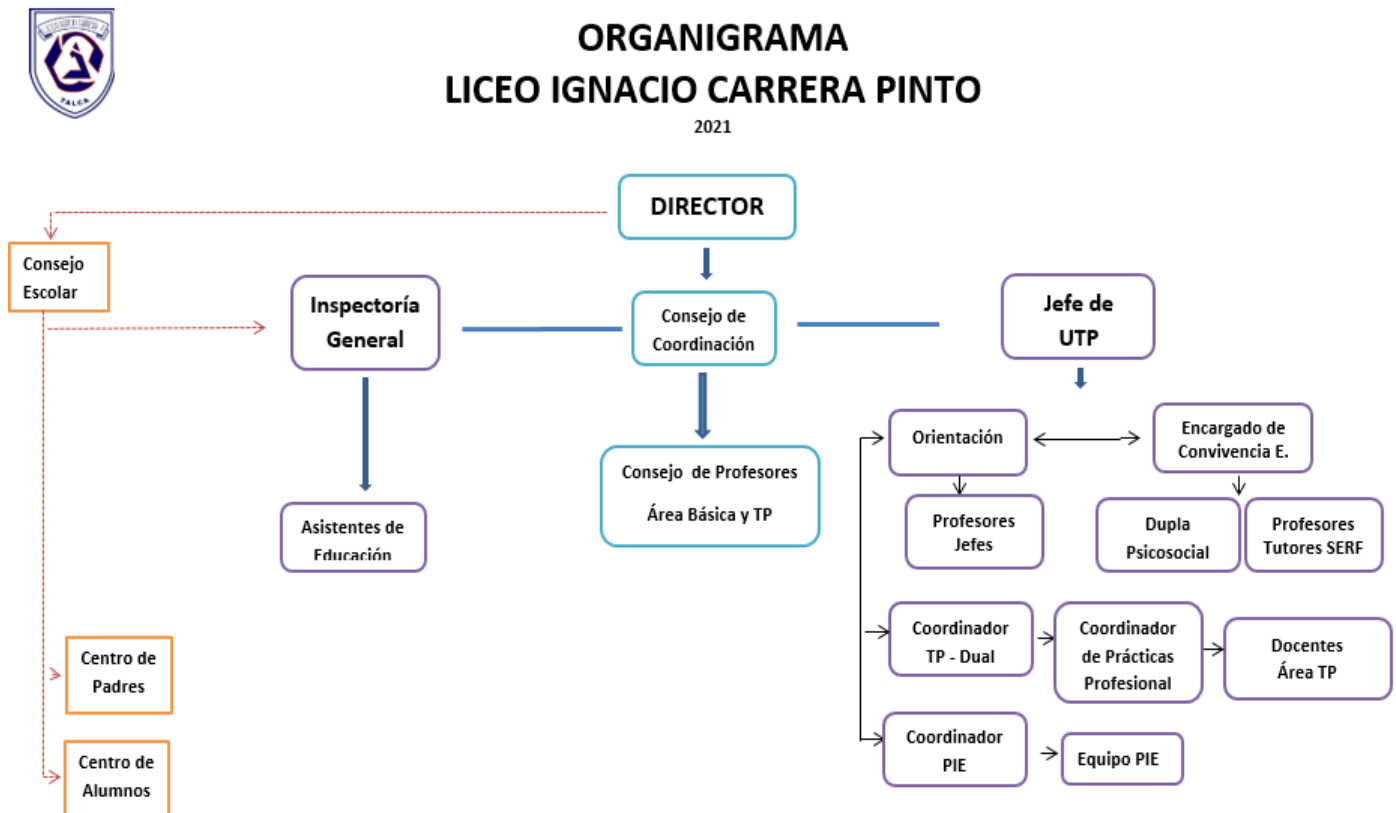 ORGANIGRAMA
LICEO IGNACIO CARRERA PINTO
2021
TALCA
DIRECTOR
Consejo
Escolar
Inspectoría
General
Consejo de
Coordinación
Jefe de
UTP
Orientación
Encargado de
Convivencia E.
Consejo de Profesores
Área Básica y TP
Asistentes de
Educación
Profesores
Jefes
Dupla
Psicosocial
Profesores
Tutores SERF
Coordinador
TP - Dual
Coordinador
de Prácticas
Profesional
Docentes
Área TP
Centro de
Padres
Coordinador
PIE
Equipo PIE
Centro de
Alumnos